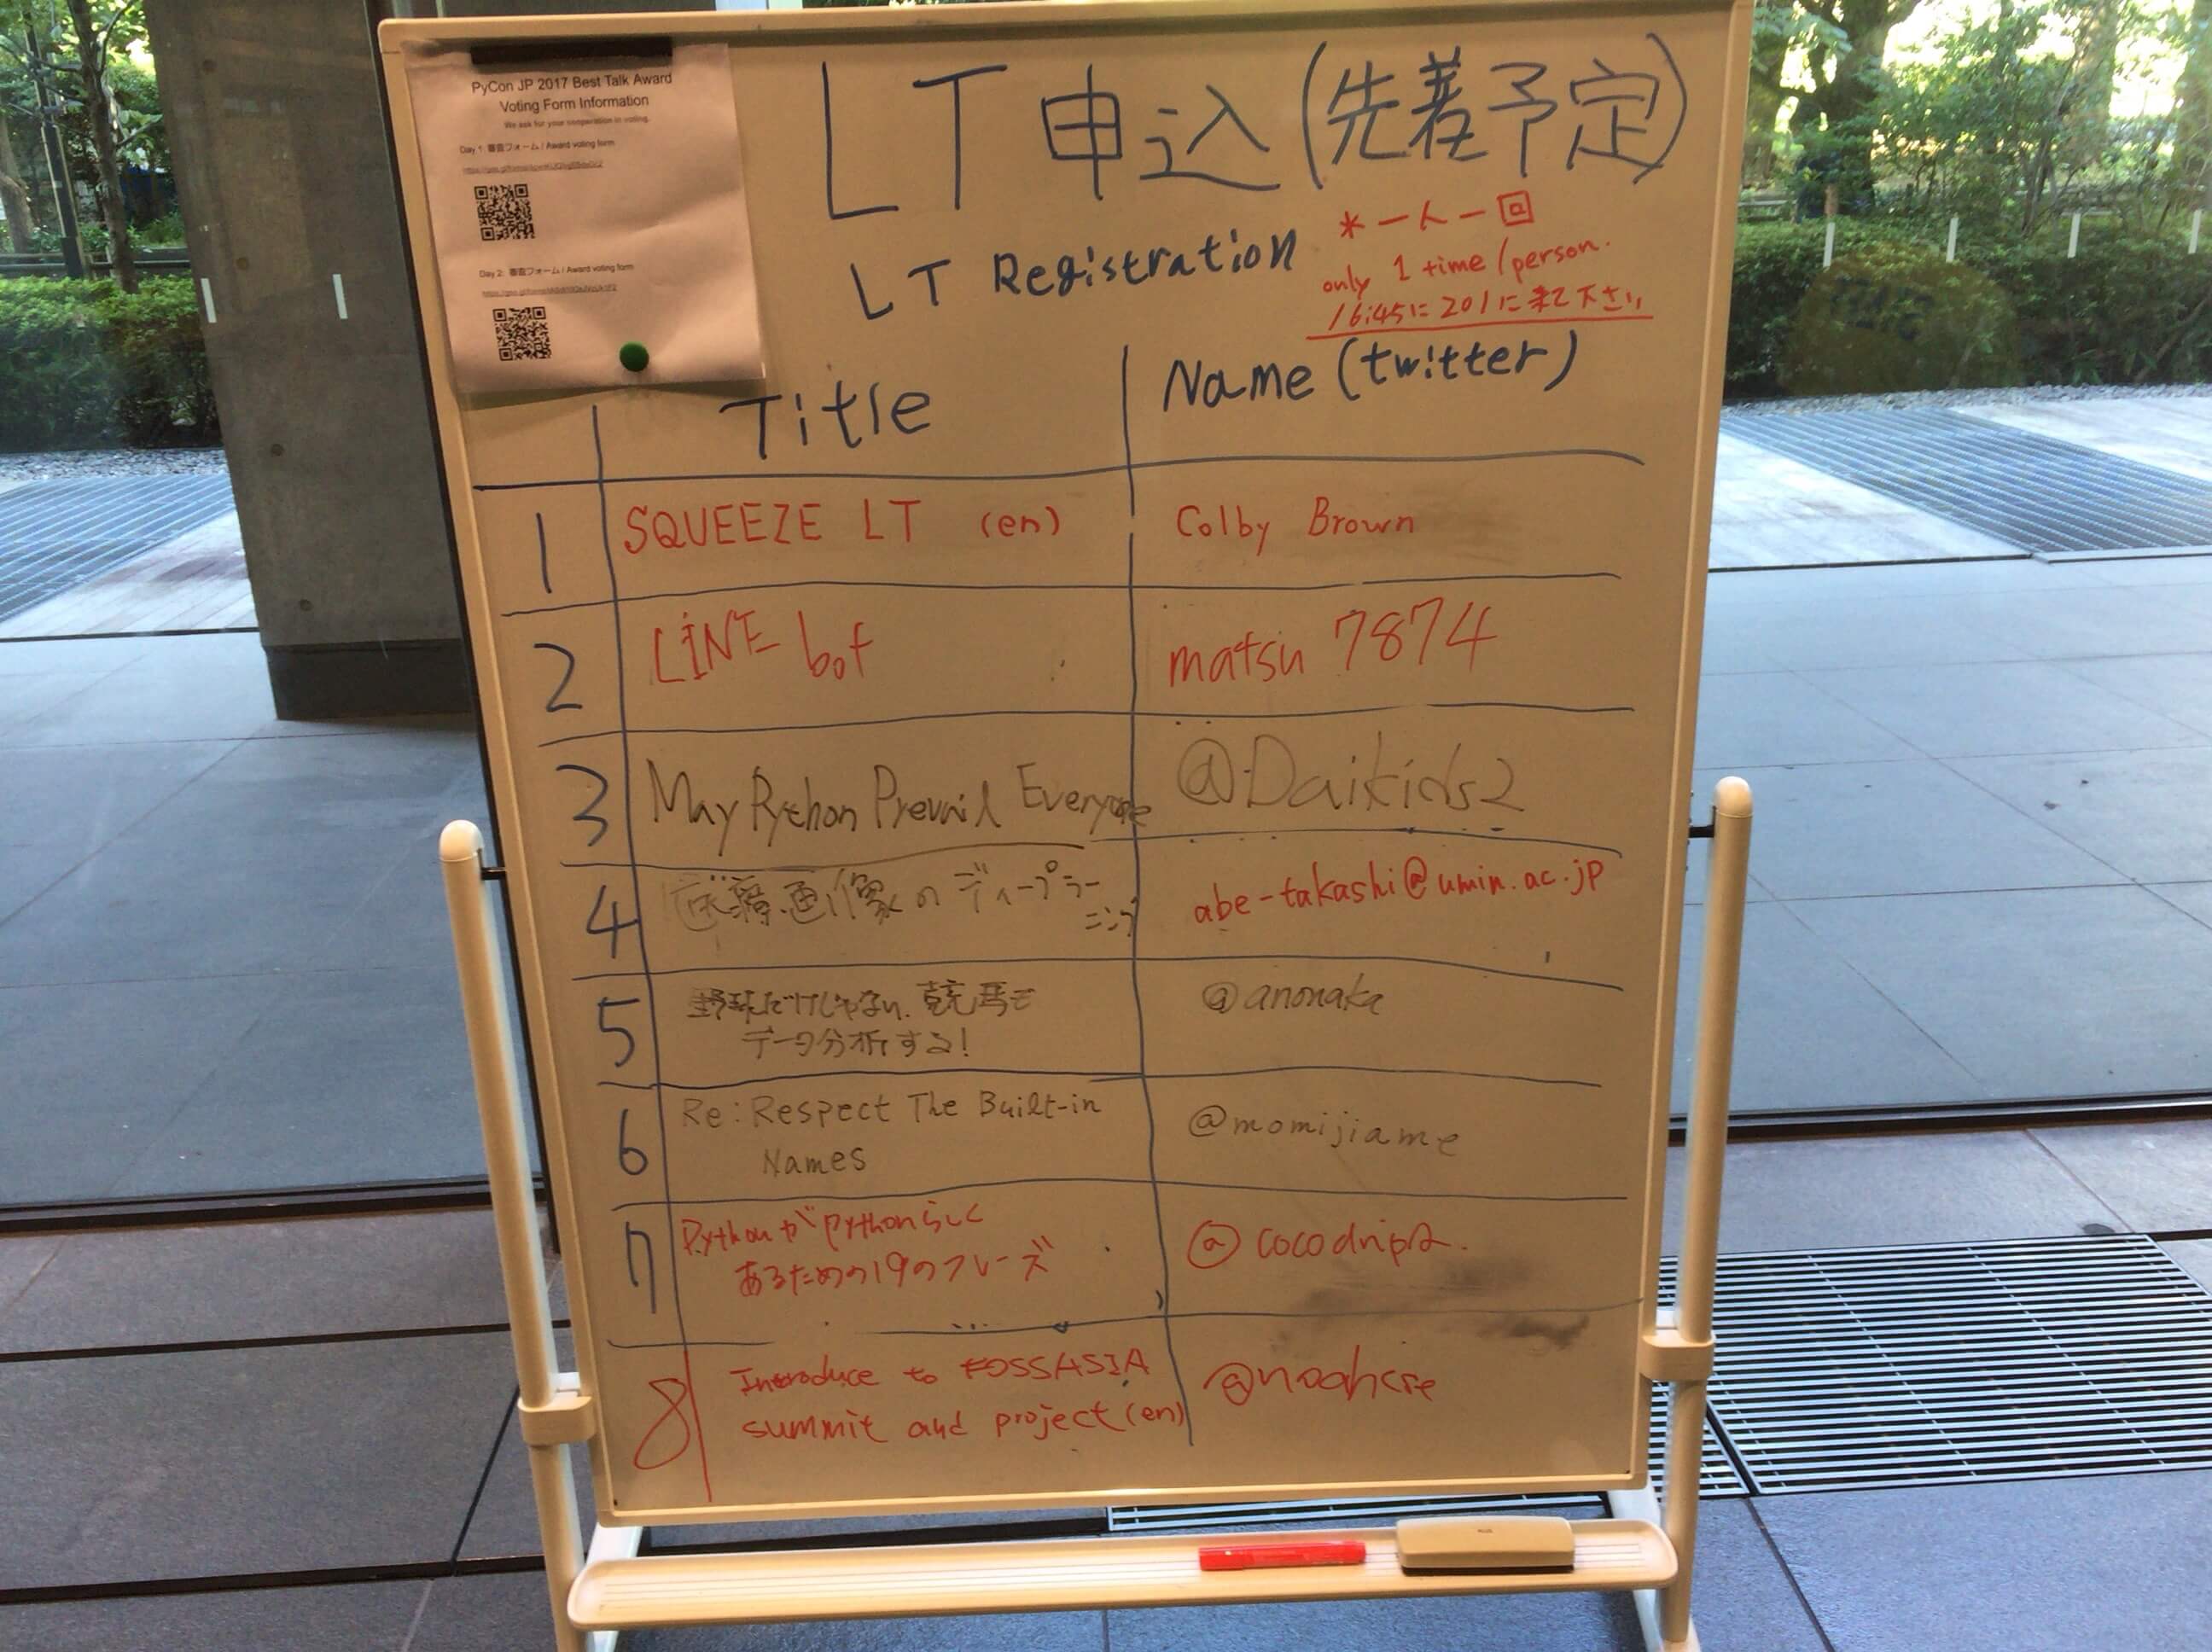 PyCon JP 2017 Best Talk Award
Voting Form Information
We ask for your cooperation in voting.
Day 1: 審査フォーム / Award voting form
Day 2: 審査フォーム / Award voting form
LT 申込 (先着予定)
LT Registration
* 一人一回
only 1 time / person.
16:45に 201に来て下さい
Title
Name (twitter)
1
SQUEEZE LT (en)
Colby Brown
2
LINE bot
matsu 7874
3
May Python Prevail Everyone
@Daikids2
4
医療画像のディープラー
ニング
abe-takashi@umin.ac.jp
5
野球だけじゃない、競馬も
データ分析する!
@anonaka
6
Re: Respect The Built-in
Names
@momijiame
7
Pythonがpythonらしく
あるための19のフレーズ
@cocodrips
8
Introduce to FOSSASIA
summit and project (en)